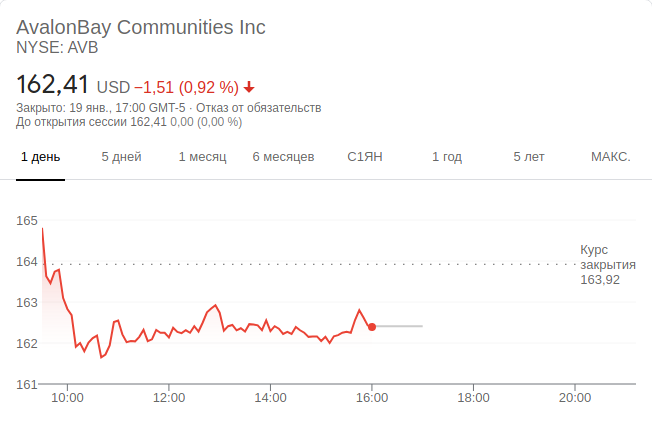 AvalonBay Communities Inc
NYSE: AVB
162,41 USD −1,51 (0,92 %)
Закрыто: 19 янв., 17:00 GMT-5 · Отказ от обязательств
До открытия сессии 162,41 0,00 (0,00 %)
1 день 5 дней 1 месяц 6 месяцев С1ЯН 1 год 5 лет МАКС.
165
164
163
162
161
Курс
закрытия
163,92
10:00 12:00 14:00 16:00 18:00 20:00